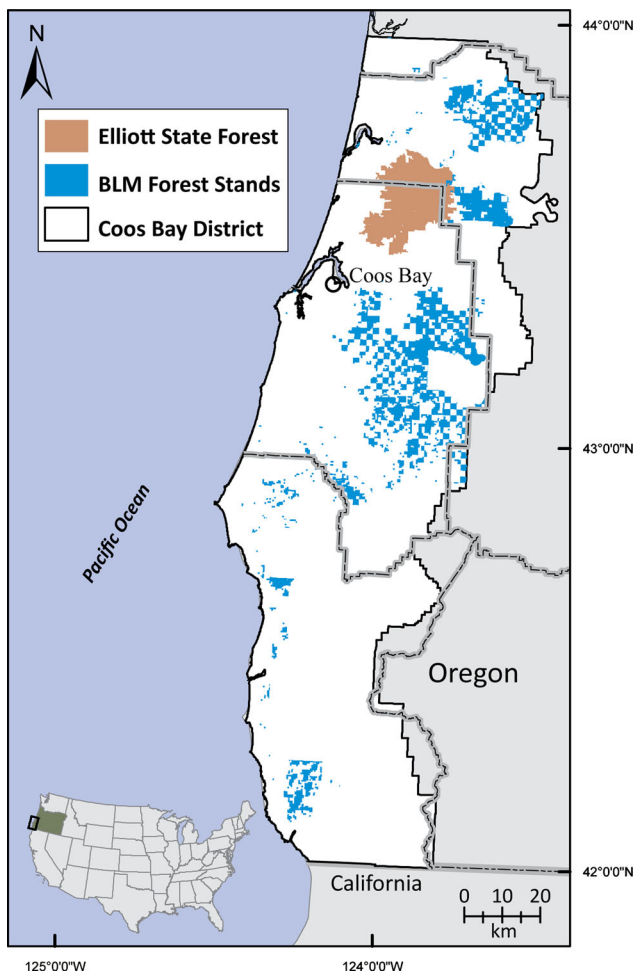 44°0'0"N
N
Elliott State Forest
BLM Forest Stands
Coos Bay District
Coos Bay
43°0'0"N
Pacific Ocean
Oregon
42°0'0"N
California
0 10 20
km
125°0'0"W
124°0'0"W